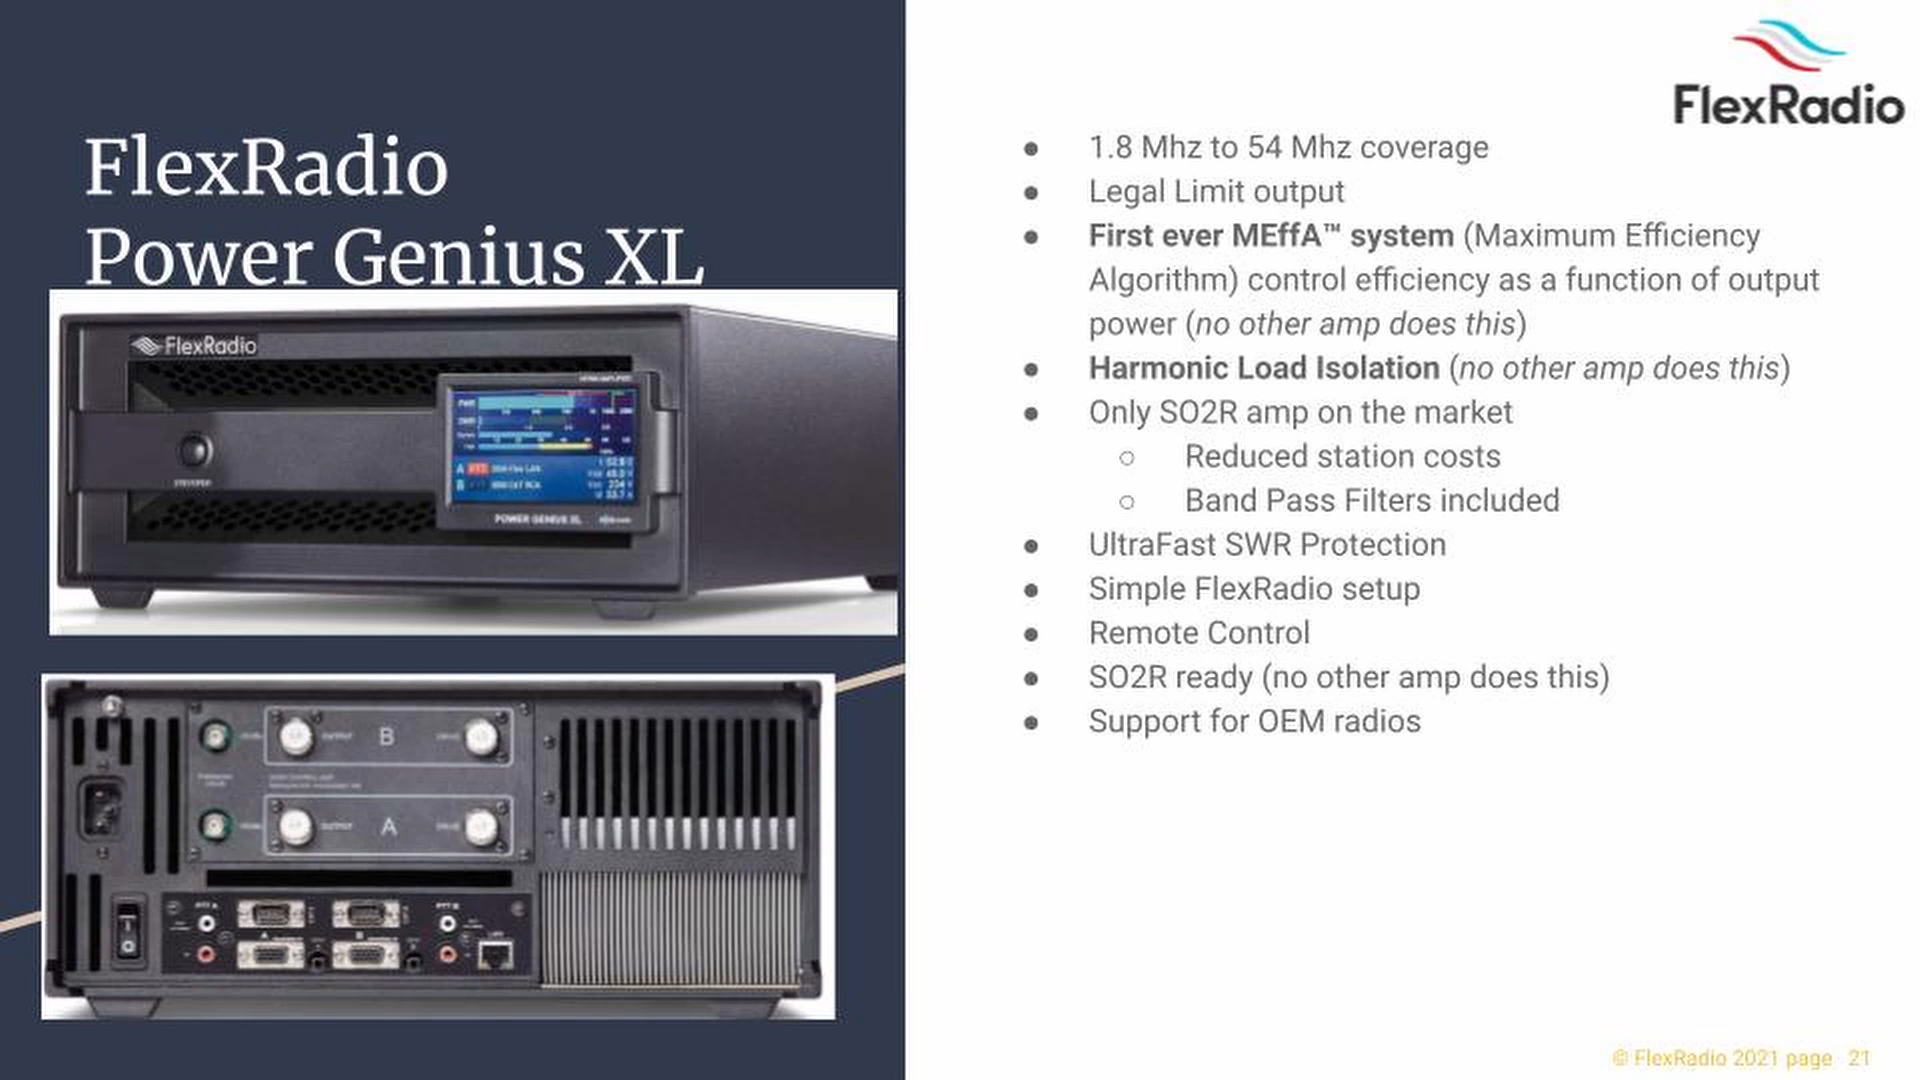 FlexRadio
FlexRadio
Power Genius XL
FlexRadio
POWER GENIUS XL
B
A
PTT A
PTT B
A
B
● 1.8 Mhz to 54 Mhz coverage
● Legal Limit output
● First ever MEffA™ system (Maximum Efficiency
Algorithm) control efficiency as a function of output
power (no other amp does this)
● Harmonic Load Isolation (no other amp does this)
● Only SO2R amp on the market
○ Reduced station costs
○ Band Pass Filters included
● UltraFast SWR Protection
● Simple FlexRadio setup
● Remote Control
● SO2R ready (no other amp does this)
● Support for OEM radios
© FlexRadio 2021 page 21